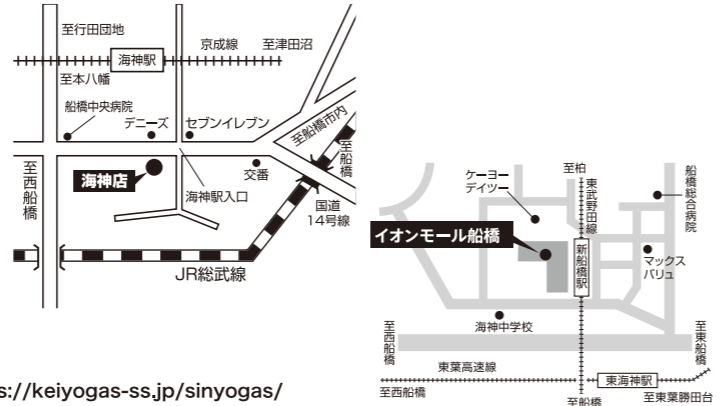 至行田団地
海神駅
京成線
至津田沼
至本八幡
船橋中央病院
デニーズ
セブンイレブン
至船橋市内
至船橋
至西船橋
海神店
海神駅入口
交番
国道
14号線
JR総武線
s://keiyogas-ss.jp/sinyogas/
至柏
ケーヨー
デイツー
東武野田線
船橋総合病院
イオンモール船橋
新船橋駅
マックス
バリュ
海神中学校
至西船橋
至東船橋
東葉高速線
東海神駅
至西船橋
至船橋
至東葉勝田台